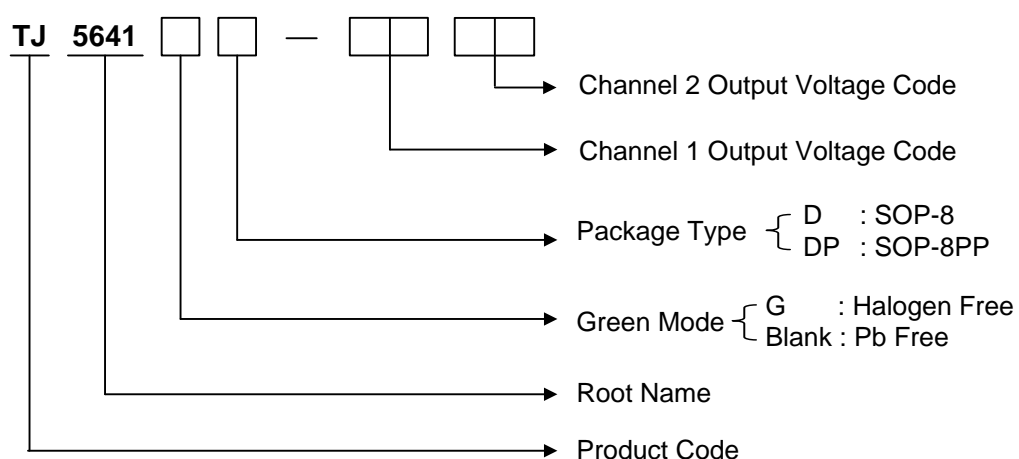 TJ 5641 —
Channel 2 Output Voltage Code
Channel 1 Output Voltage Code
Package Type
D : SOP-8
DP : SOP-8PP
Green Mode
G : Halogen Free
Blank : Pb Free
Root Name
Product Code